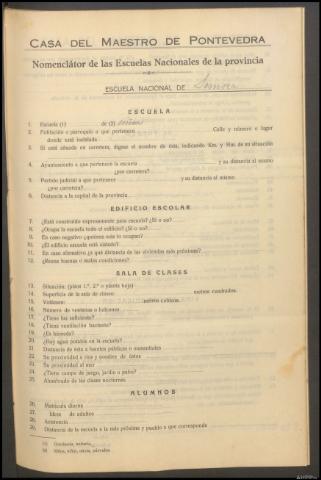 CASA DEL MAESTRO DE PONTEVEDRA
Nomenclátor de las Escuelas Nacionales de la provincia
ESCUELA NACIONAL DE
ESCUELA
1. Escuela (1) de (2)
2. Población o parroquia a que pertenece Calle y número o lugar
donde está instalada
3. Si está situada en carretera, dígase el nombre de ésta, indicando Km. y Hm. de su situación
4. Ayuntamiento a que pertenece la escuela y su distancia al mismo
¿por carretera?
5. Partido judicial a que pertenece y su distancia al mismo
¿por carretera?
6. Distancia a la capital de la provincia
EDIFICIO ESCOLAR
7. ¿Está construído expresamente para escuela? ¿Sí o no?
8. ¿Ocupa la escuela todo el edificio? ¿Sí o no?
9. En caso negativo ¿quiénes más lo ocupan?
10. ¿El edificio escuela está aislado?
11. En caso afirmativo ¿a qué distancia de las viviendas más próximas?
12. ¿Reúne buenas o malas condiciones?
SALA DE CLASES
13. Situación: (pisos 1.º, 2.º o planta baja)
14. Superficie de la sala de clases: metros cuadrados.
15. Volumen: metros cúbicos.
16. Número de ventanas o balcones
17. ¿Tiene luz suficiente?
18. ¿Tiene ventilación bastante?
19. ¿Es húmeda?
20. ¿Hay agua potable en la escuela?
21. Distancia de ésta a fuentes públicas o manantiales
22. Su proximidad a ríos y nombre de éstos
23. Su proximidad al mar
24. ¿Tiene campo de juego, jardín o patio?
25. Alumbrado de las clases nocturnas
ALUMNOS
26. Matrícula diurna
27. Idem de adultos
28. Asistencia
29. Distancia de la escuela a la más próxima y pueblo a que corresponde
(1) Graduada, unitaria,
(2) Niños, niñas, mixta, párvulos.